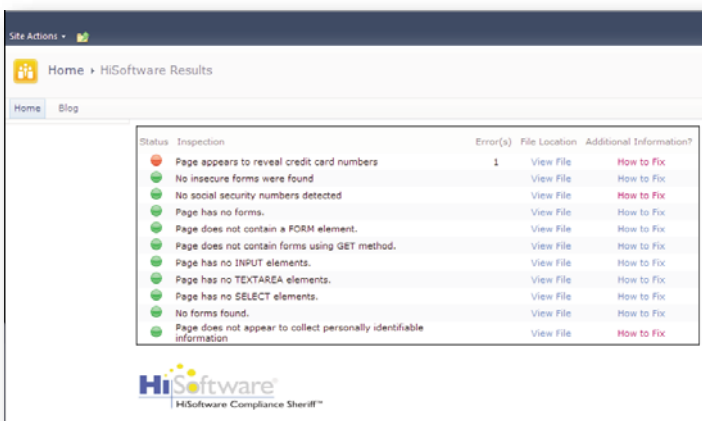 Site Actions
Home › HiSoftware Results
Home Blog
Status Inspection Error(s) File Location Additional Information?
Page appears to reveal credit card numbers 1 View File How to Fix
No insecure forms were found View File How to Fix
No social security numbers detected View File How to Fix
Page has no forms. View File How to Fix
Page does not contain a FORM element. View File How to Fix
Page does not contain forms using GET method. View File How to Fix
Page has no INPUT elements. View File How to Fix
Page has no TEXTAREA elements. View File How to Fix
Page has no SELECT elements. View File How to Fix
No forms found. View File How to Fix
Page does not appear to collect personally identifiable
information View File How to Fix
HiSoftware®
HiSoftware Compliance Sheriff™